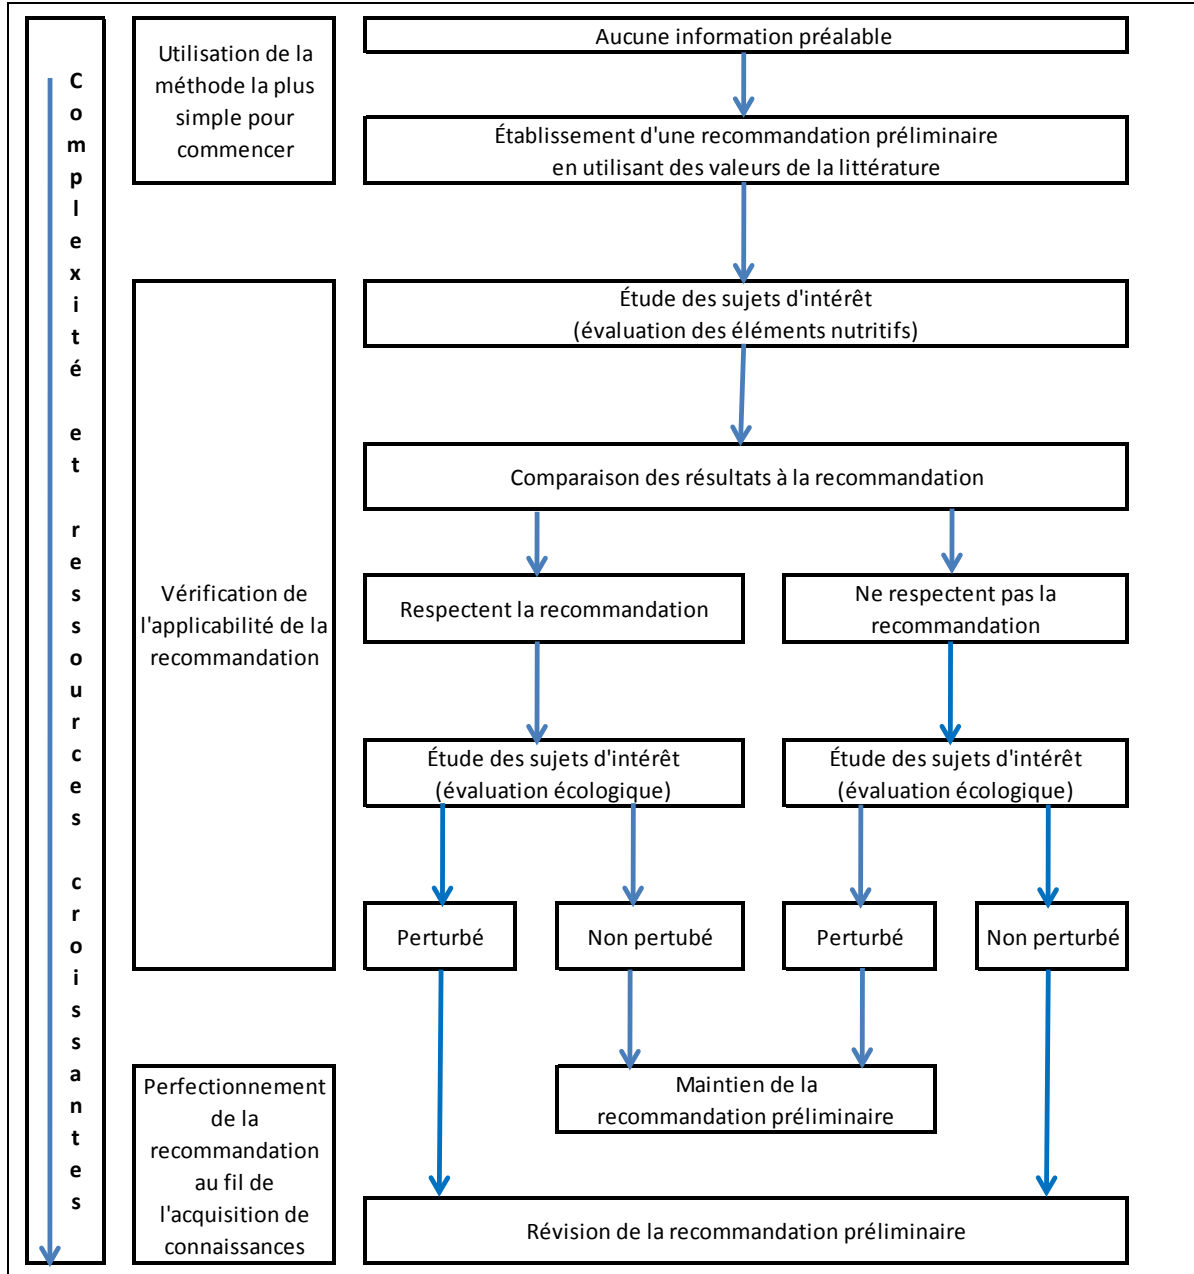 Complexité et ressources croissantes
Utilisation de la
méthode la plus
simple pour
commencer
Aucune information préalable
Établissement d'une recommandation préliminaire
en utilisant des valeurs de la littérature
Vérification de
l'applicabilité de la
recommandation
Étude des sujets d'intérêt
(évaluation des éléments nutritifs)
Comparaison des résultats à la recommandation
Respectent la recommandation
Ne respectent pas la
recommandation
Étude des sujets d'intérêt
(évaluation écologique)
Étude des sujets d'intérêt
(évaluation écologique)
Perturbé
Non pertubé
Perturbé
Non perturbé
Perfectionnement
de la
recommandation
au fil de
l'acquisition de
connaissances
Maintien de la
recommandation préliminaire
Révision de la recommandation préliminaire